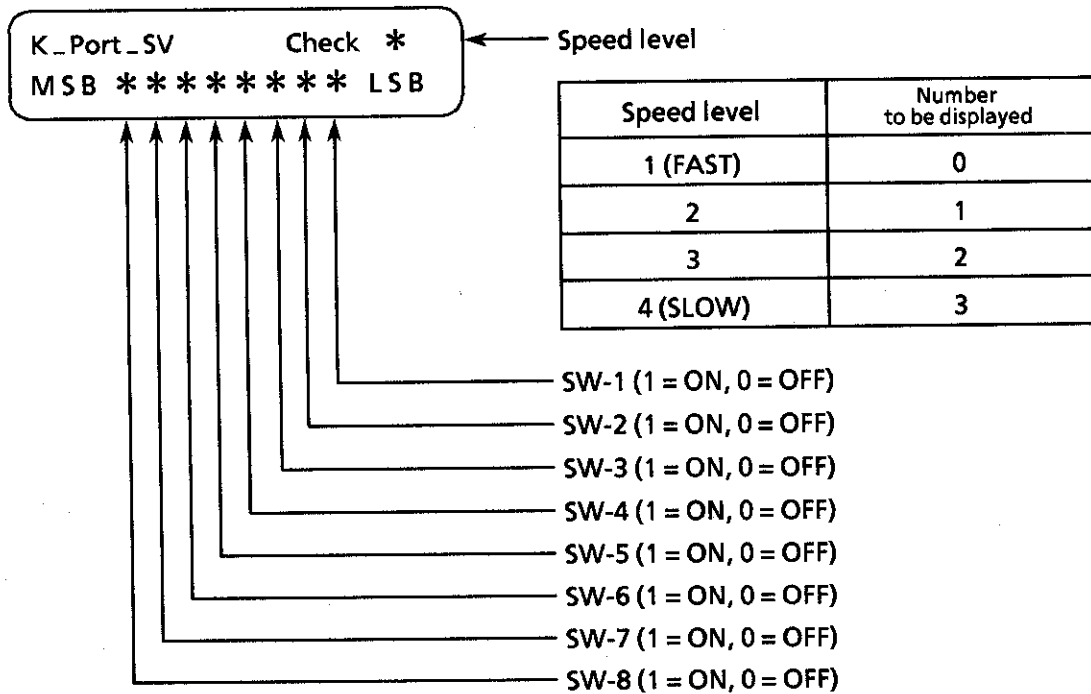 K_Port_SV Check *
MSB ******** LSB
Speed level
Speed level Number to be displayed
1 (FAST) 0
2 1
3 2
4 (SLOW) 3
SW-1 (1 = ON, 0 = OFF)
SW-2 (1 = ON, 0 = OFF)
SW-3 (1 = ON, 0 = OFF)
SW-4 (1 = ON, 0 = OFF)
SW-5 (1 = ON, 0 = OFF)
SW-6 (1 = ON, 0 = OFF)
SW-7 (1 = ON, 0 = OFF)
SW-8 (1 = ON, 0 = OFF)